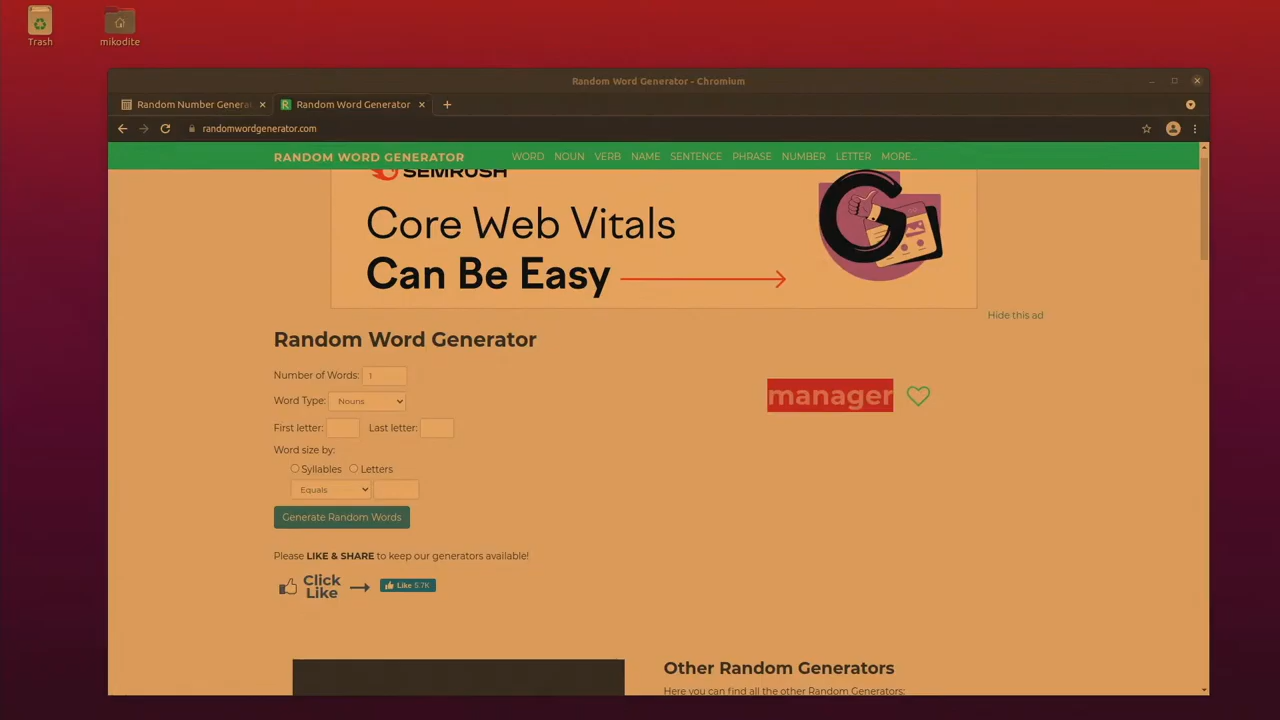 Trash
mikodite
Random Word Generator - Chromium
Random Number Genera
Random Word Generator
randomwordgenerator.com
RANDOM WORD GENERATOR WORD NOUN VERB NAME SENTENCE PHRASE NUMBER LETTER MORE...
SEMRUSH
Core Web Vitals
Can Be Easy
Hide this ad
Random Word Generator
Number of Words: 1
manager
Word Type: Nouns
First letter: Last letter:
Word size by:
Syllables Letters
Equals
Generate Random Words
Please LIKE & SHARE to keep our generators available!
Click
Like
Like 5.7K
Other Random Generators
Here you can find all the other Random Generators: